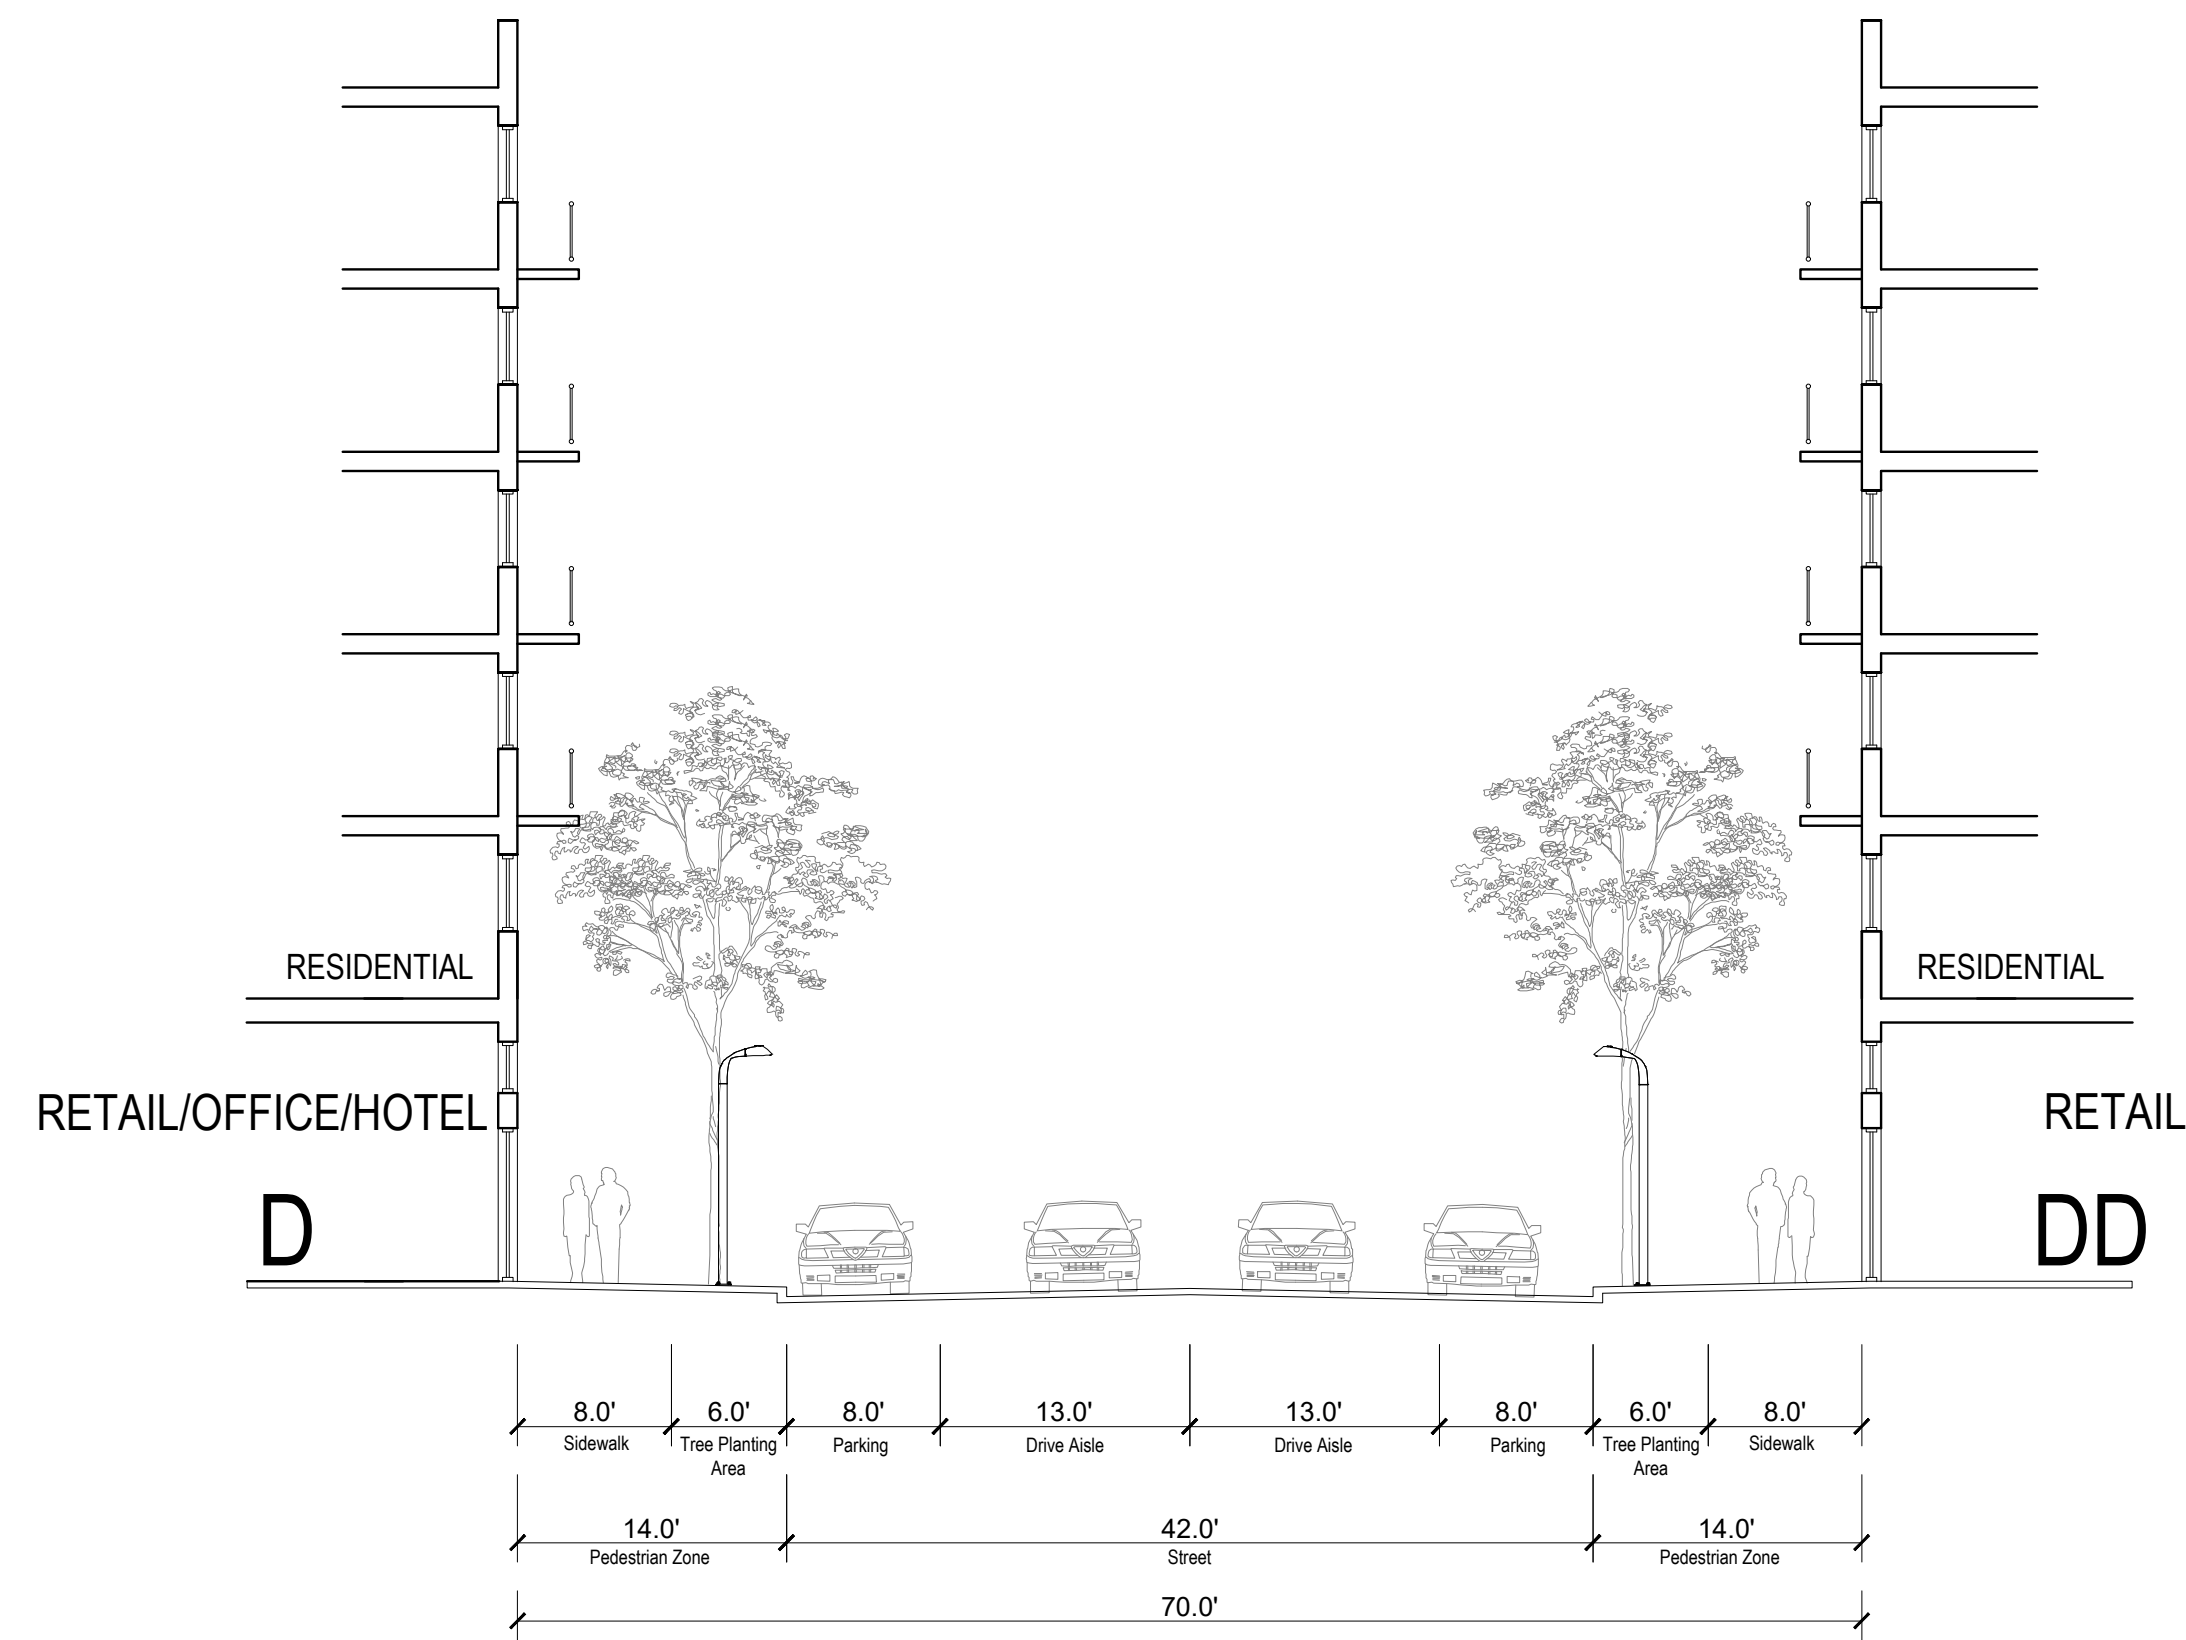 RESIDENTIAL
RESIDENTIAL
RETAIL/OFFICE/HOTEL
RETAIL
D
DD
8.0' 6.0' 8.0' 13.0' 13.0' 8.0' 6.0' 8.0'
Sidewalk Tree Planting Parking Drive Aisle Drive Aisle Parking Tree Planting Sidewalk
Area Area
14.0' 42.0' 14.0'
Pedestrian Zone Street Pedestrian Zone
70.0'